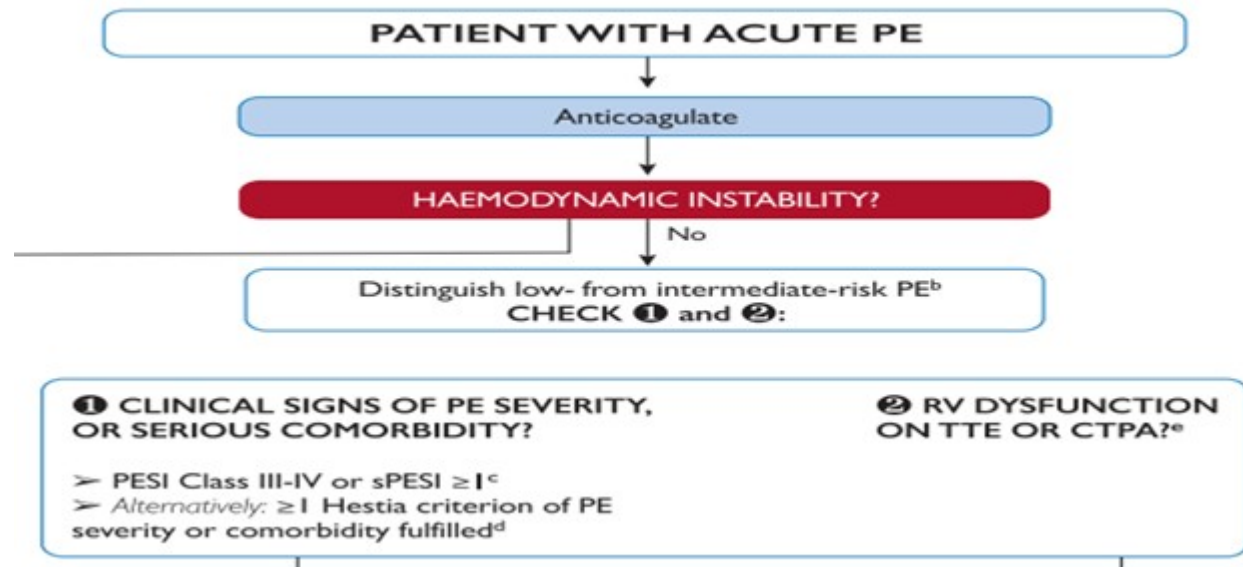 PATIENT WITH ACUTE PE
Anticoagulate
HAEMODYNAMIC INSTABILITY?
No
Distinguish low- from intermediate-risk PEᵇ
CHECK ❶ and ❷:
❶ CLINICAL SIGNS OF PE SEVERITY,
OR SERIOUS COMORBIDITY?
➢ PESI Class III-IV or sPESI ≥1ᶜ
➢ Alternatively: ≥1 Hestia criterion of PE
severity or comorbidity fulfilledᵈ
❷ RV DYSFUNCTION
ON TTE OR CTPA?ᵉ